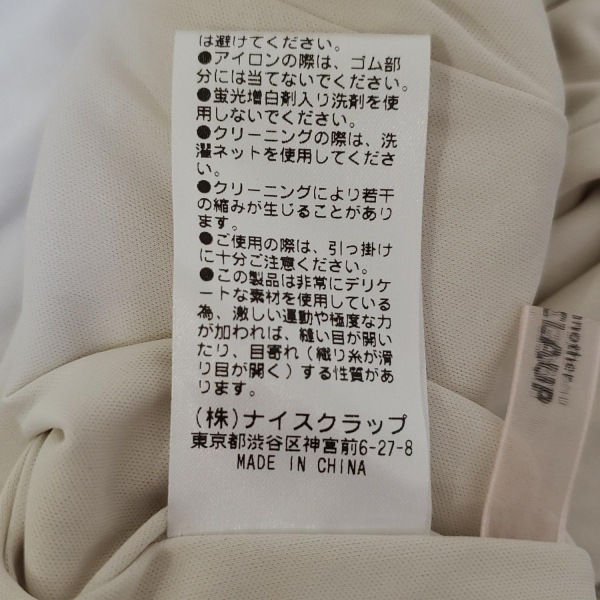 は避けてください。
●アイロンの際は、ゴム部
分には当てないでください。
●蛍光増白剤入り洗剤を使
用しないでください。
●クリーニングの際は、洗
濯ネットを使用してくださ
い。
●クリーニングにより若干
の縮みが生じることがあり
ます。
●ご使用の際は、引っ掛け
に十分ご注意ください。
●この製品は非常にデリケ
ートな素材を使用している
為、激しい運動や極度な力
が加われば、縫い目が開い
たり、目寄れ(織り糸が滑
り目が開く)する性質があ
ります。
(株)ナイスクラップ
東京都渋谷区神宮前6-27-8
MADE IN CHINA